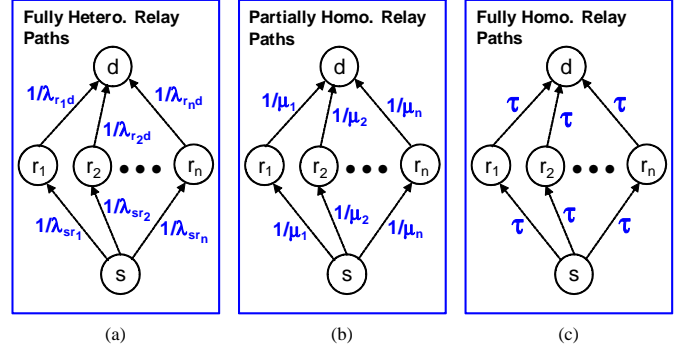 Fully Hetero. Relay
Paths
d
1/λr1d
1/λr2d
1/λrnd
r1
r2
•••
rn
1/λsr1
1/λsr2
1/λsrn
s
(a)
Partially Homo. Relay
Paths
d
1/μ1
1/μ2
1/μn
r1
r2
•••
rn
1/μ1
1/μ2
1/μn
s
(b)
Fully Homo. Relay
Paths
d
τ
τ
τ
r1
r2
•••
rn
τ
τ
τ
s
(c)